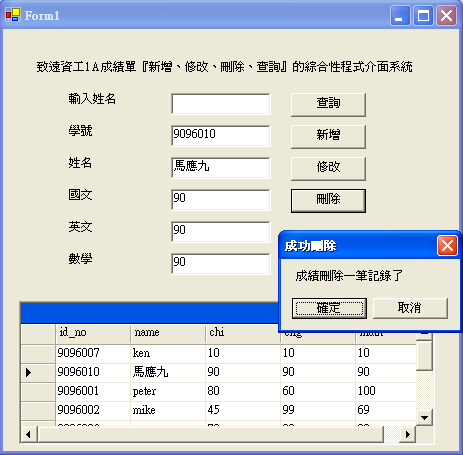 Form1
致遠資工1A成績單『新增、修改、刪除、查詢』的綜合性程式介面系統
輸入姓名 查詢
學號 9096010 新增
姓名 馬應九 修改
國文 90 刪除
英文 90
數學 90
成功刪除
成績刪除一筆記錄了
確定 取消
id_no name chi eng math
9096007 ken 10 10 10
9096010 馬應九 90 90 90
9096001 peter 80 60 100
9096002 mike 45 99 69